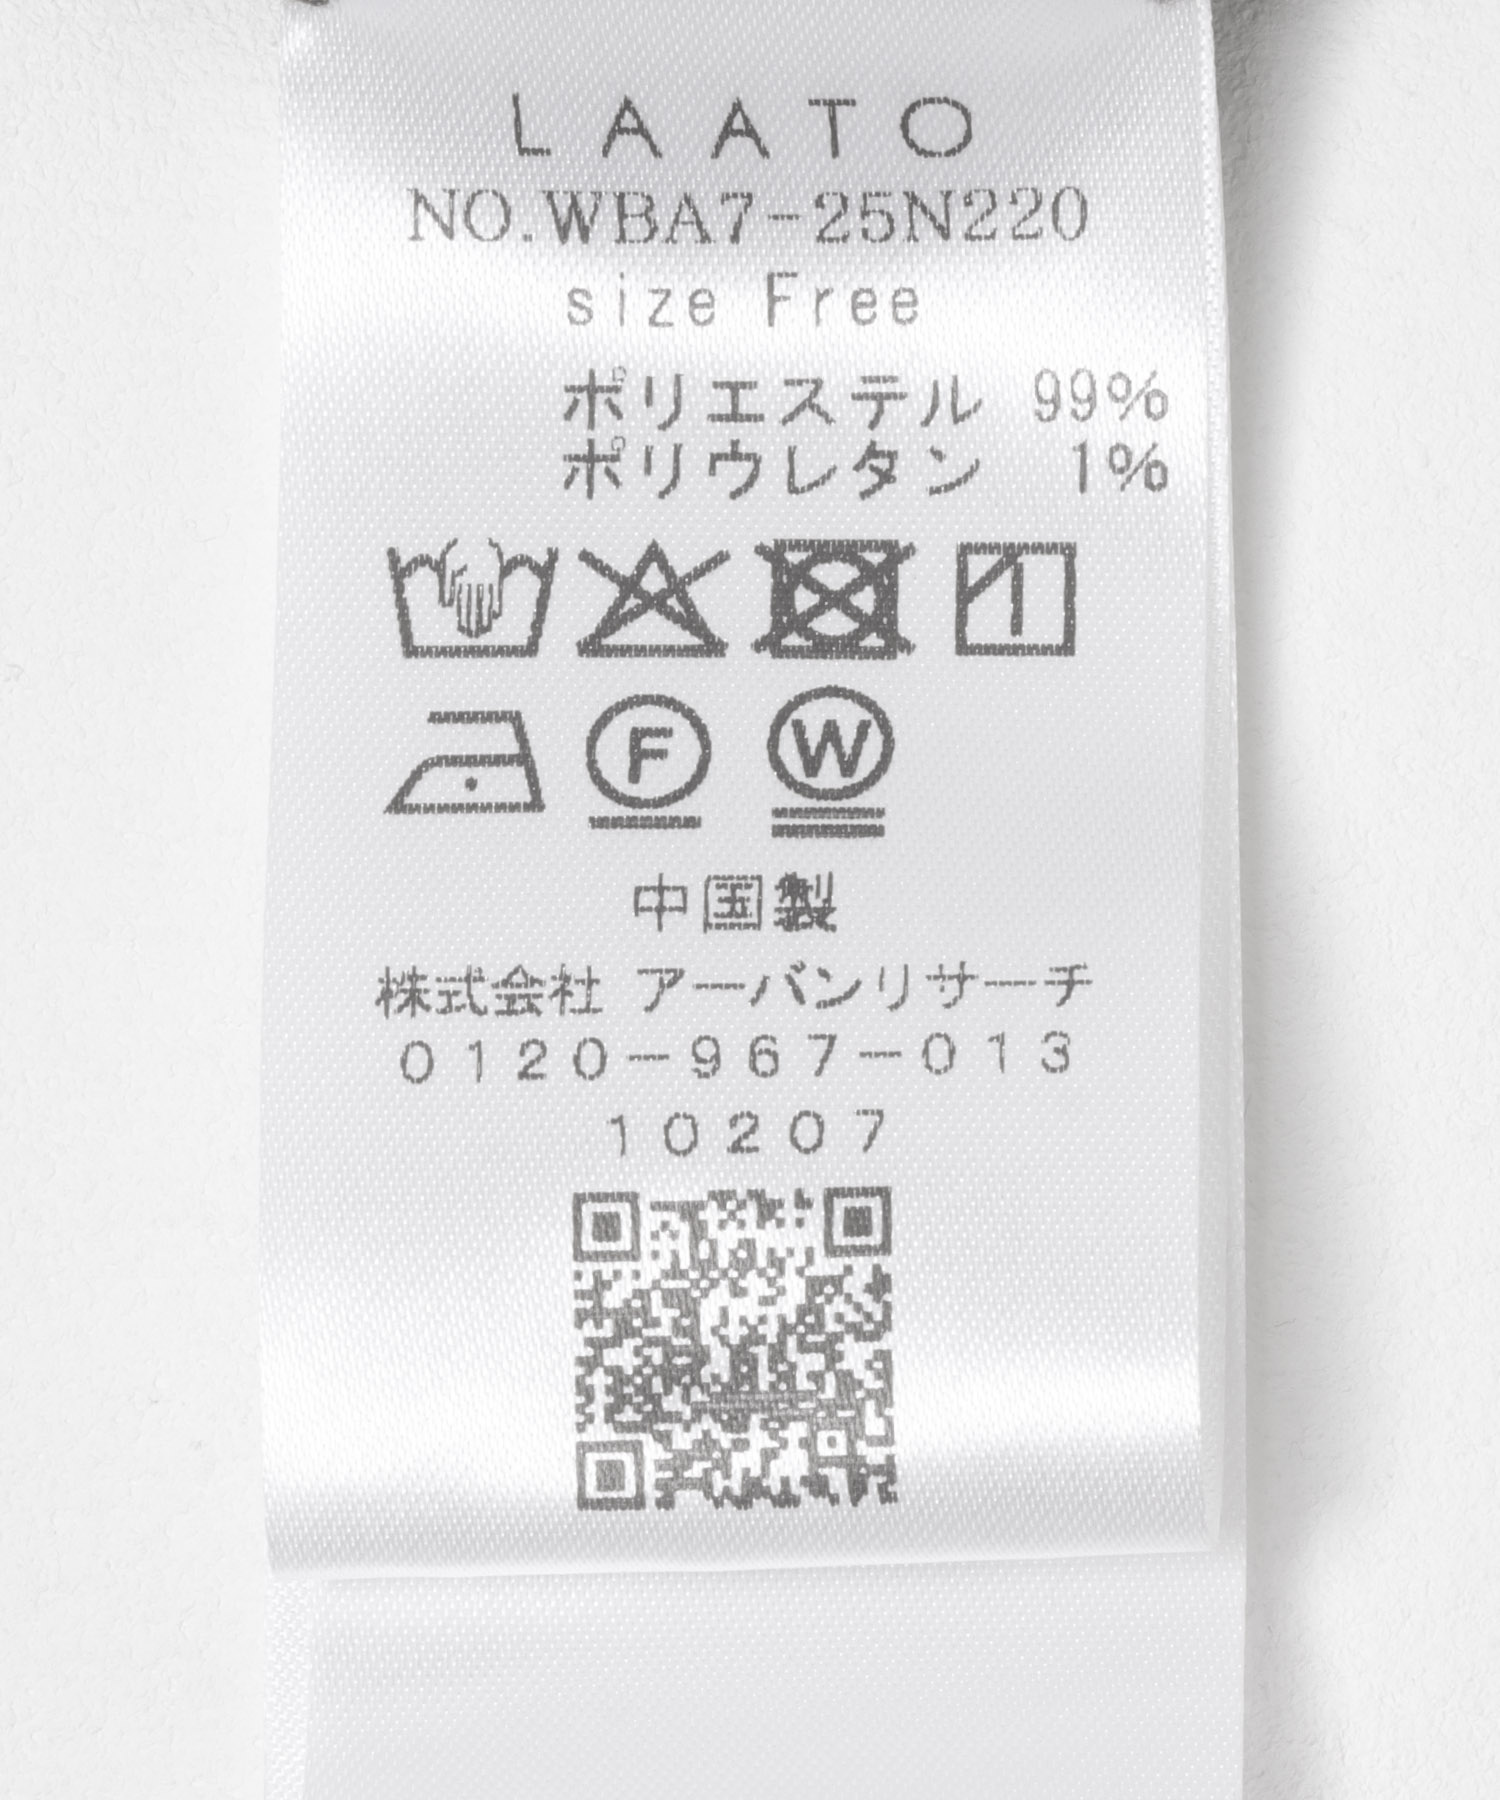 LAATO
NO.WBA7-25N220
size Free
ポリエステル 99%
ポリウレタン 1%
F W
中国製
株式会社 アーバンリサーチ
0120-967-013
10207